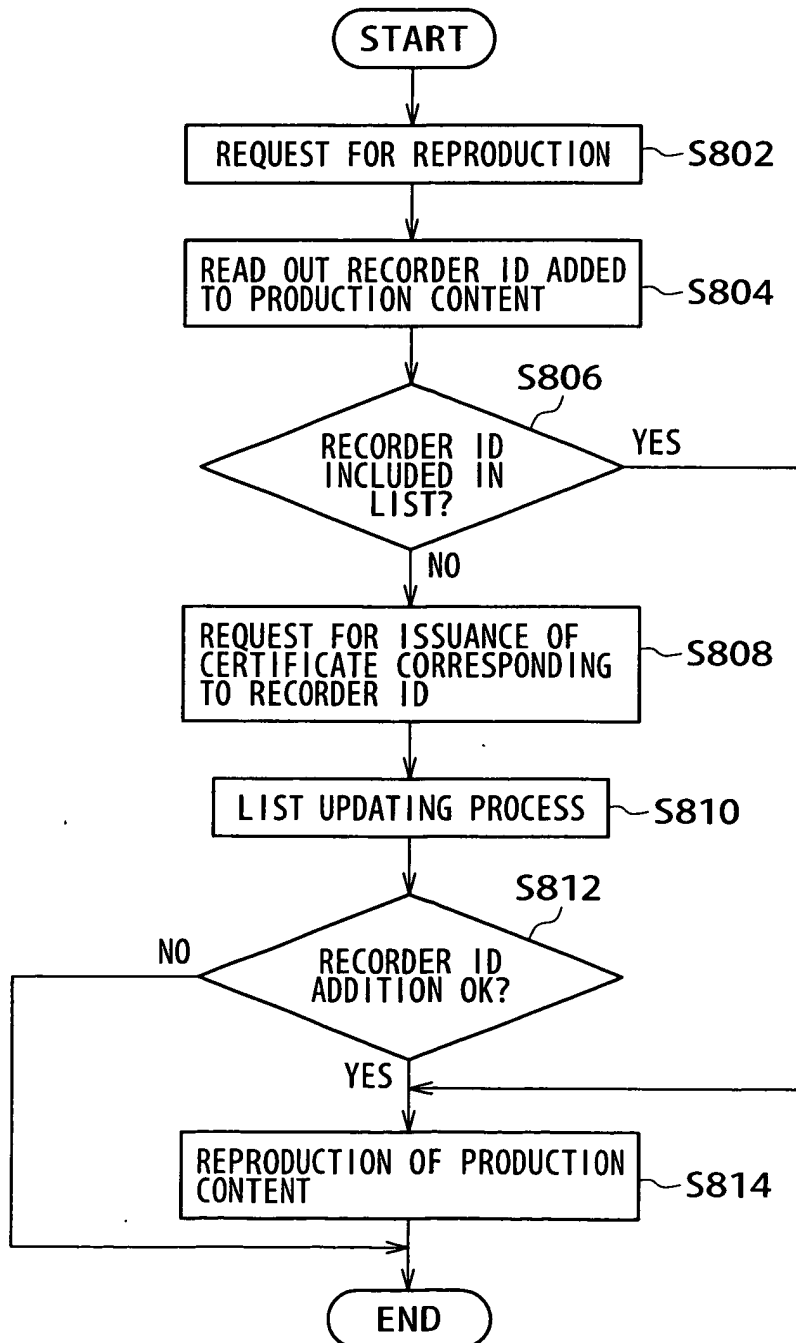 START
REQUEST FOR REPRODUCTION
S802
READ OUT RECORDER ID ADDED
TO PRODUCTION CONTENT
S804
S806
RECORDER ID
INCLUDED IN
LIST?
YES
NO
REQUEST FOR ISSUANCE OF
CERTIFICATE CORRESPONDING
TO RECORDER ID
S808
LIST UPDATING PROCESS
S810
S812
NO
RECORDER ID
ADDITION OK?
YES
REPRODUCTION OF PRODUCTION
CONTENT
S814
END